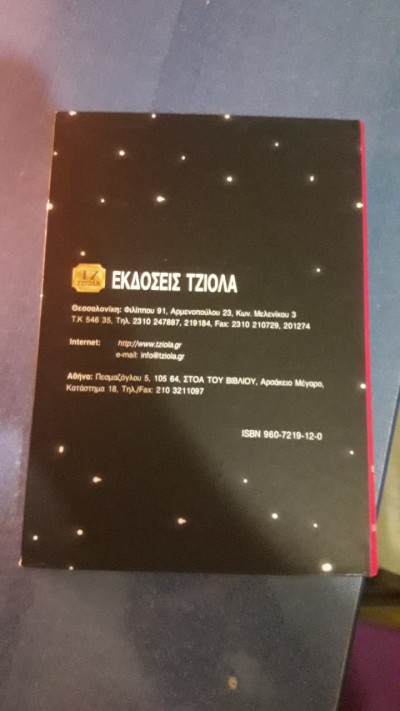 ΤΖ
ΤΖΙΟΛΑ
ΕΚΔΟΣΕΙΣ ΤΖΙΟΛΑ
Θεσσαλονίκη: Φιλίππου 91, Αρμενοπούλου 23, Κων. Μελενίκου 3
Τ.Κ 546 35, Τηλ. 2310 247887, 219184, Fax: 2310 210729, 201274
Internet: http://www.tziola.gr
e-mail: info@tziola.gr
Αθήνα: Πεσμαζόγλου 5, 105 64, ΣΤΟΑ ΤΟΥ ΒΙΒΛΙΟΥ, Αρσάκειο Μέγαρο,
Κατάστημα 18, Τηλ./Fax: 210 3211097
ISBN 960-7219-12-0